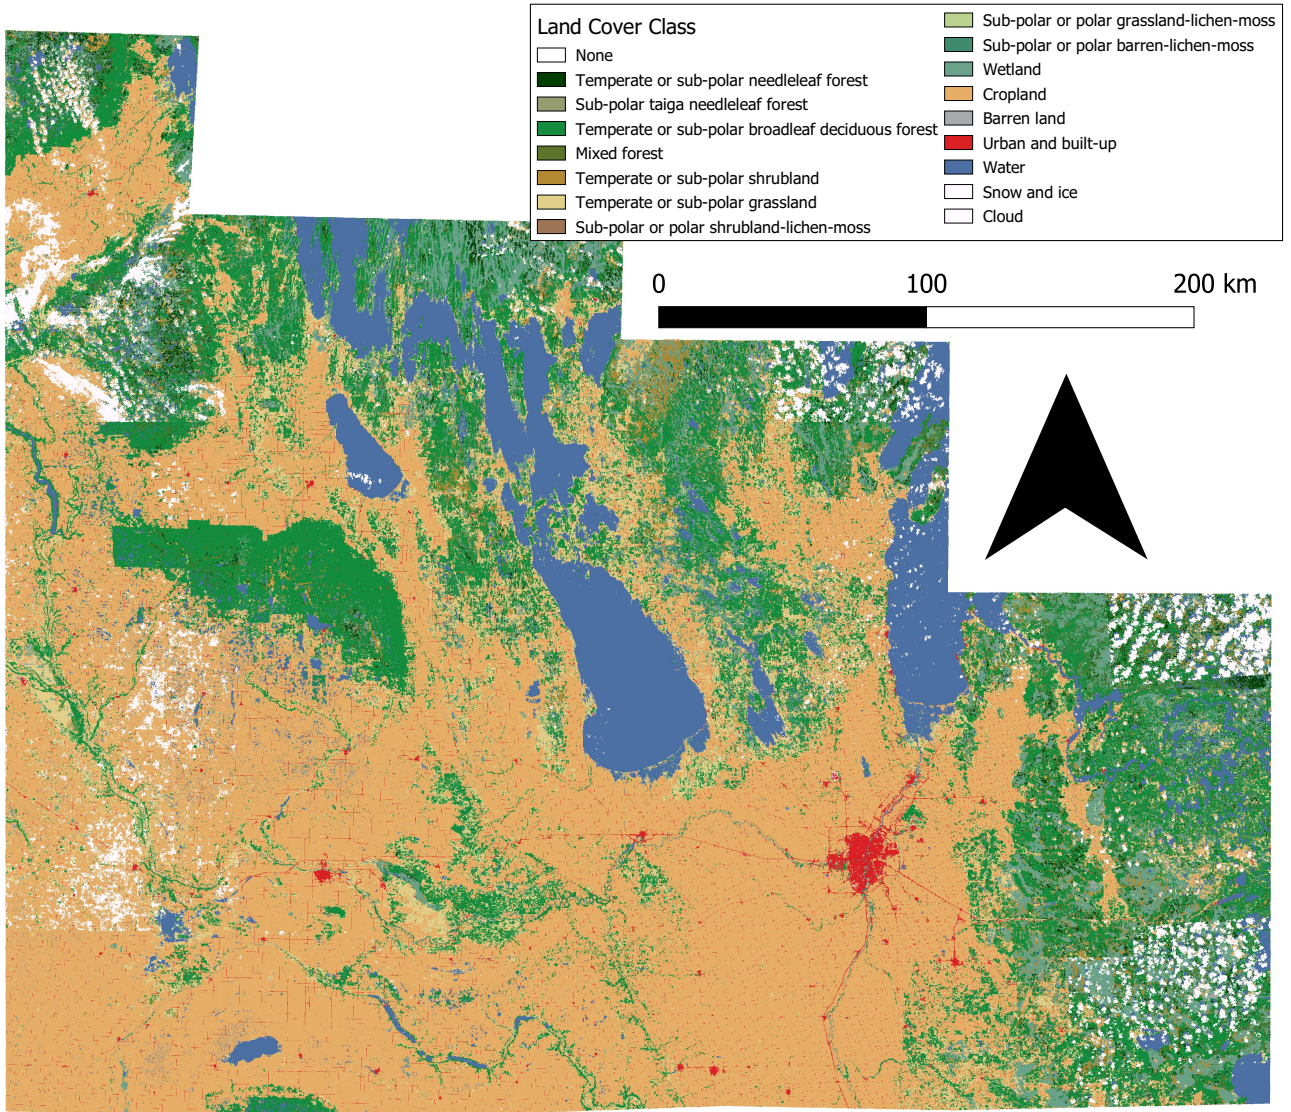 Land Cover Class
None
Temperate or sub-polar needleleaf forest
Sub-polar taiga needleleaf forest
Temperate or sub-polar broadleaf deciduous forest
Mixed forest
Temperate or sub-polar shrubland
Temperate or sub-polar grassland
Sub-polar or polar shrubland-lichen-moss
Sub-polar or polar grassland-lichen-moss
Sub-polar or polar barren-lichen-moss
Wetland
Cropland
Barren land
Urban and built-up
Water
Snow and ice
Cloud
0 100 200 km